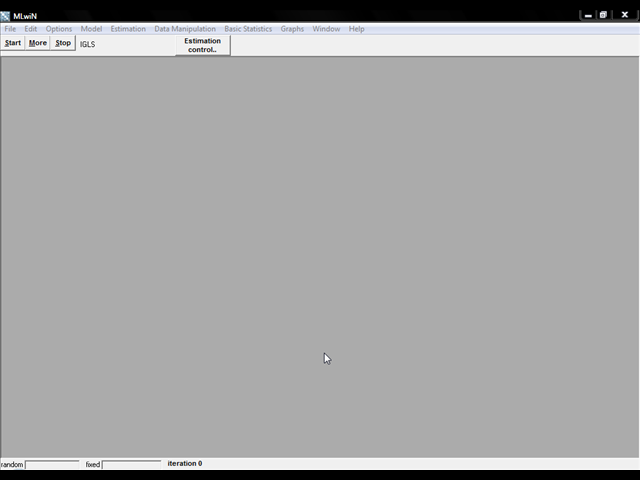 MLwiN
File Edit Options Model Estimation Data Manipulation Basic Statistics Graphs Window Help
Start More Stop IGLS Estimation control..
random fixed iteration 0